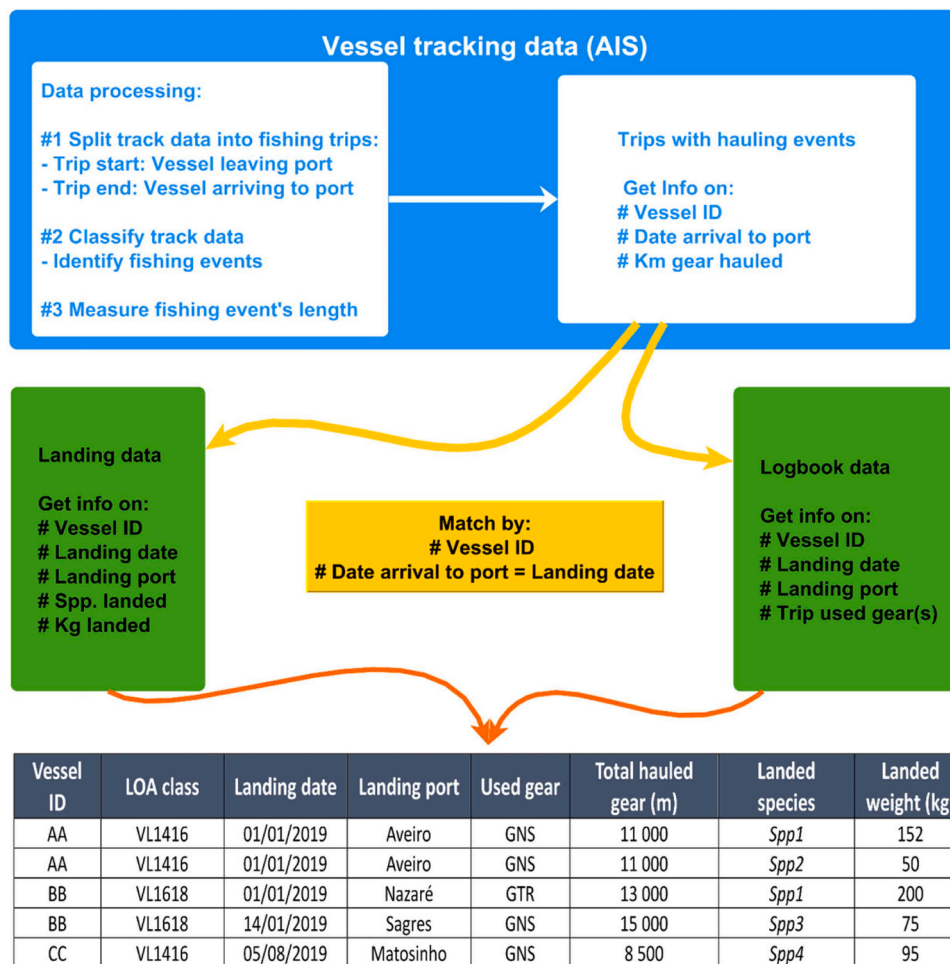 Vessel tracking data (AIS)
Data processing:
#1 Split track data into fishing trips:
- Trip start: Vessel leaving port
- Trip end: Vessel arriving to port
#2 Classify track data
- Identify fishing events
#3 Measure fishing event's length
Trips with hauling events
Get Info on:
# Vessel ID
# Date arrival to port
# Km gear hauled
Landing data
Get info on:
# Vessel ID
# Landing date
# Landing port
# Spp. landed
# Kg landed
Match by:
# Vessel ID
# Date arrival to port = Landing date
Logbook data
Get info on:
# Vessel ID
# Landing date
# Landing port
# Trip used gear(s)
Vessel ID LOA class Landing date Landing port Used gear Total hauled gear (m) Landed species Landed weight (kg
AA VL1416 01/01/2019 Aveiro GNS 11 000 Spp1 152
AA VL1416 01/01/2019 Aveiro GNS 11 000 Spp2 50
BB VL1618 01/01/2019 Nazaré GTR 13 000 Spp1 200
BB VL1618 14/01/2019 Sagres GNS 15 000 Spp3 75
CC VL1416 05/08/2019 Matosinho GNS 8 500 Spp4 95